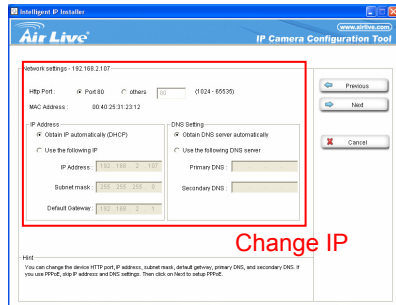 Intelligent IP Installer
Air Live
(www.airlive.com)
IP Camera Configuration Tool
Network settings - 192.168.2.107
Http Port : Port 80 others 80 (1024 - 65535)
MAC Address : 00:40:25:31:23:12
IP Address
Obtain IP automatically (DHCP)
Use the following IP
IP Address : 192 168 2 107
Subnet mask : 255 255 255 0
Default Gateway : 192 168 2 1
DNS Setting
Obtain DNS server automatically
Use the following DNS server
Primary DNS :
Secondary DNS :
Previous
Next
Cancel
Change IP
Hint
You can change the device HTTP port, IP address, subnet mask, default getway, primary DNS, and secondary DNS. If
you use PPPoE, skip IP address and DNS settings. Then click on Next to setup PPPoE.